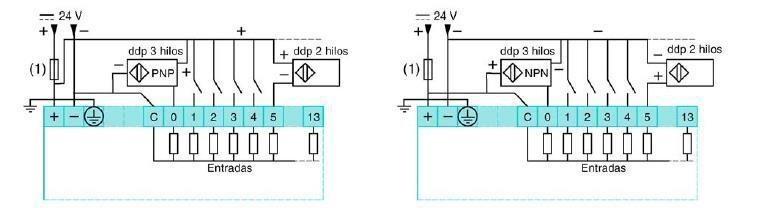 24 V
+ − +
ddp 3 hilos
ddp 2 hilos
(1)
− PNP +
+
−
+ − C 0 1 2 3 4 5 13
Entradas
24 V
+ − −
ddp 3 hilos
ddp 2 hilos
(1)
+ NPN −
−
+
+ − C 0 1 2 3 4 5 13
Entradas